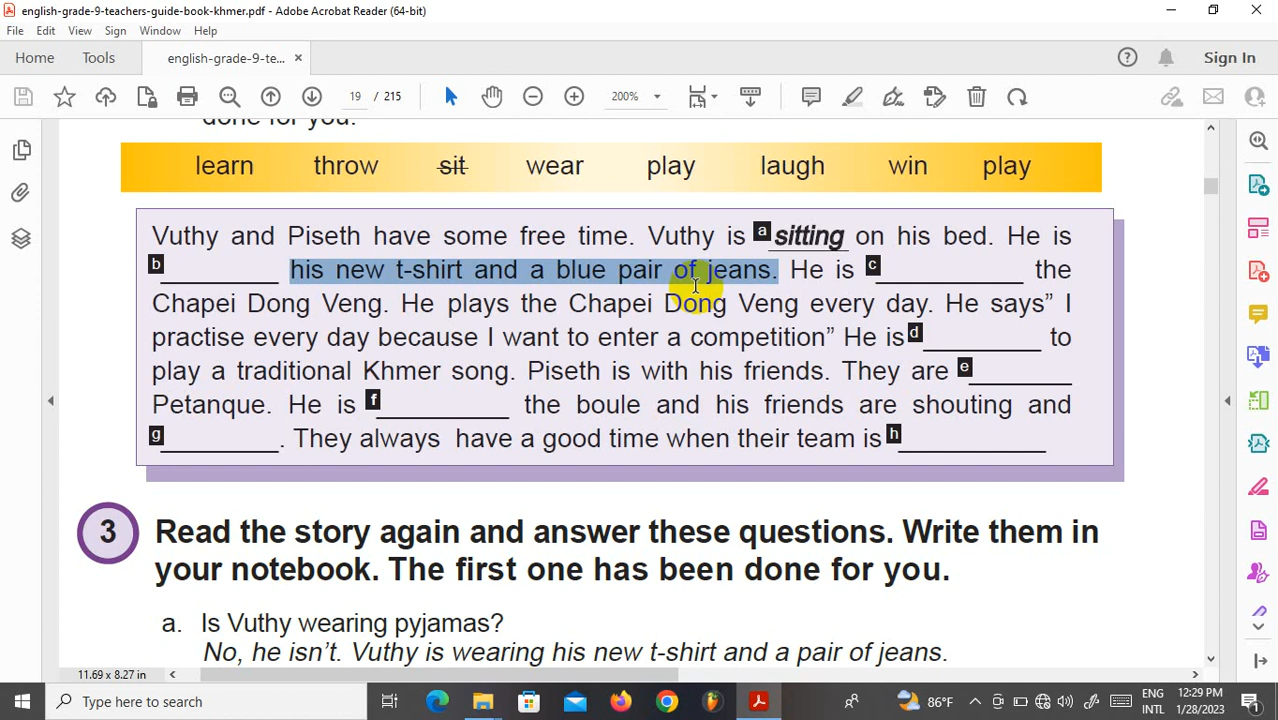 english-grade-9-teachers-guide-book-khmer.pdf - Adobe Acrobat Reader (64-bit)
File Edit View Sign Window Help
Home Tools english-grade-9-te... × Sign In
19 / 215 200%
done for you.
learn throw sit wear play laugh win play
Vuthy and Piseth have some free time. Vuthy is a sitting on his bed. He is
b his new t-shirt and a blue pair of jeans. He is c the
Chapei Dong Veng. He plays the Chapei Dong Veng every day. He says” I
practise every day because I want to enter a competition” He is d to
play a traditional Khmer song. Piseth is with his friends. They are e
Petanque. He is f the boule and his friends are shouting and
g . They always have a good time when their team is h
3 Read the story again and answer these questions. Write them in
your notebook. The first one has been done for you.
a. Is Vuthy wearing pyjamas?
No, he isn’t. Vuthy is wearing his new t-shirt and a pair of jeans.
11.69 x 8.27 in
Type here to search 86°F ENG INTL 12:29 PM 1/28/2023 1